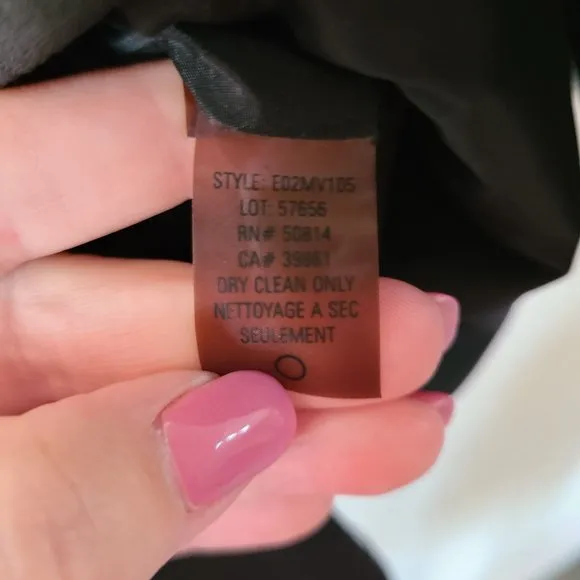 STYLE: E02MV105
LOT: 57656
RN# 50814
CA# 39861
DRY CLEAN ONLY
NETTOYAGE A SEC
SEULEMENT